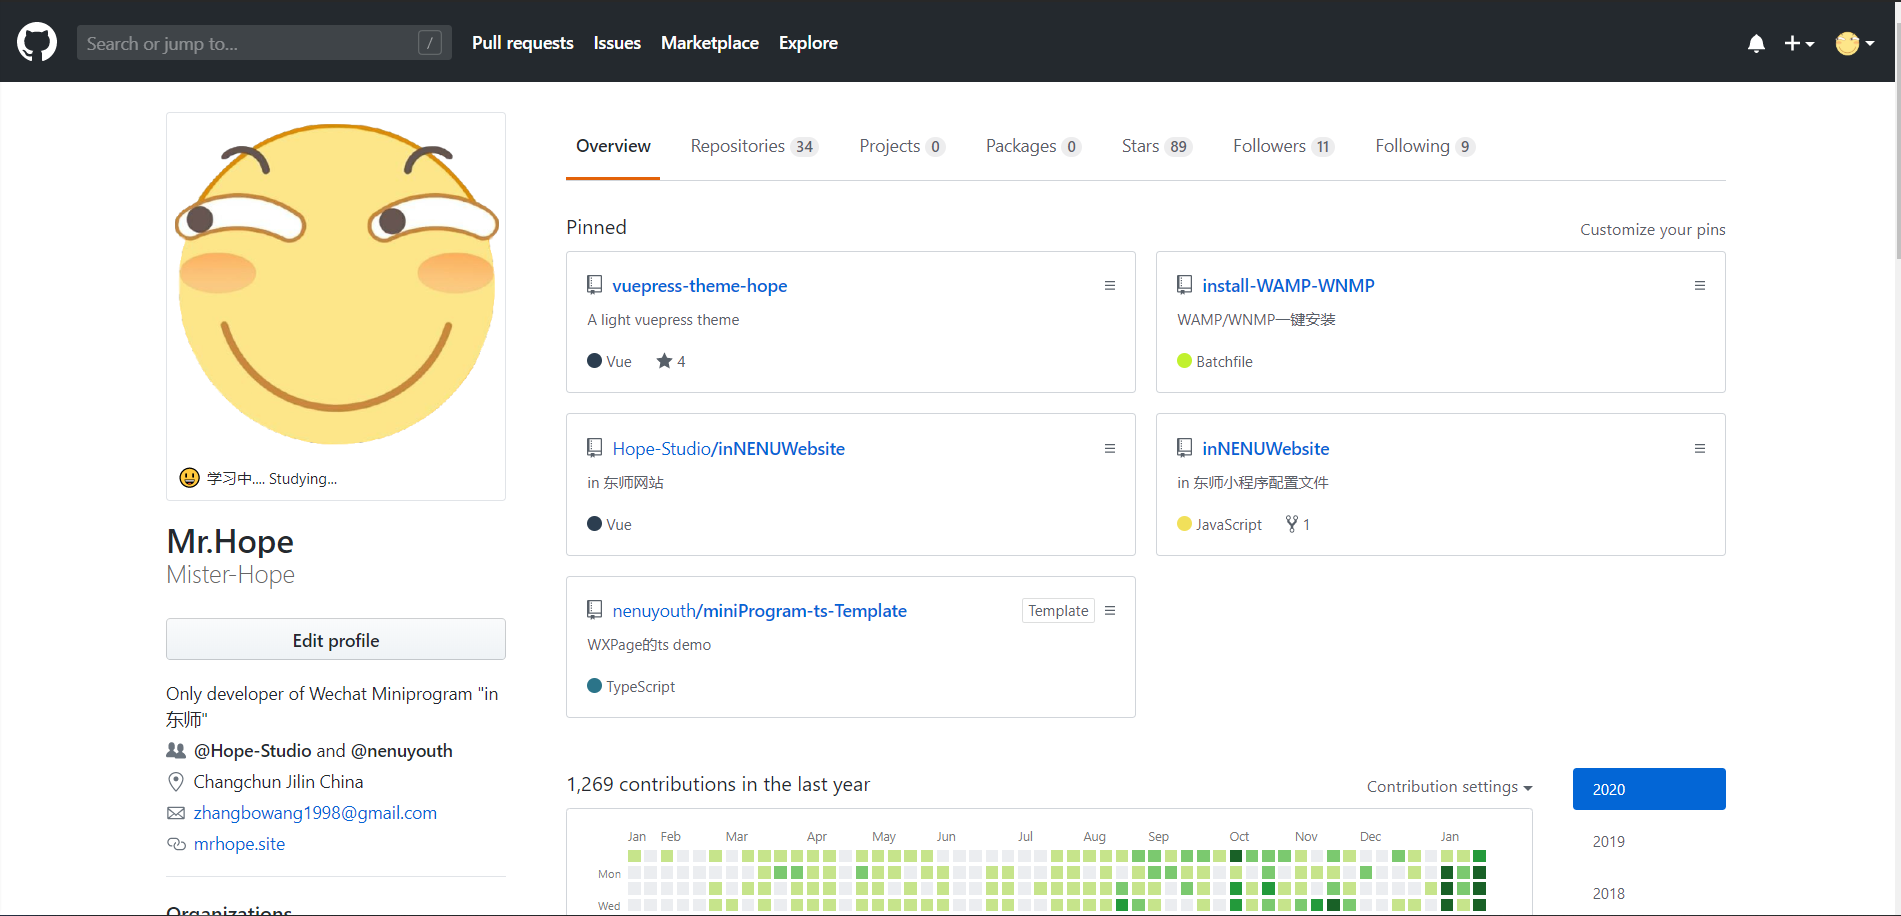 Search or jump to...
/
Pull requests
Issues
Marketplace
Explore
学习中.... Studying...
Mr.Hope
Mister-Hope
Edit profile
Only developer of Wechat Miniprogram "in
东师"
@Hope-Studio and @nenuyouth
Changchun Jilin China
zhangbowang1998@gmail.com
mrhope.site
Organizations
Overview
Repositories 34
Projects 0
Packages 0
Stars 89
Followers 11
Following 9
Pinned
Customize your pins
vuepress-theme-hope
A light vuepress theme
Vue
4
install-WAMP-WNMP
WAMP/WNMP一键安装
Batchfile
Hope-Studio/inNENUWebsite
in 东师网站
Vue
inNENUWebsite
in 东师小程序配置文件
JavaScript
1
nenuyouth/miniProgram-ts-Template
Template
WXPage的ts demo
TypeScript
1,269 contributions in the last year
Contribution settings
Jan Feb Mar Apr May Jun Jul Aug Sep Oct Nov Dec Jan
Mon
Wed
2020
2019
2018